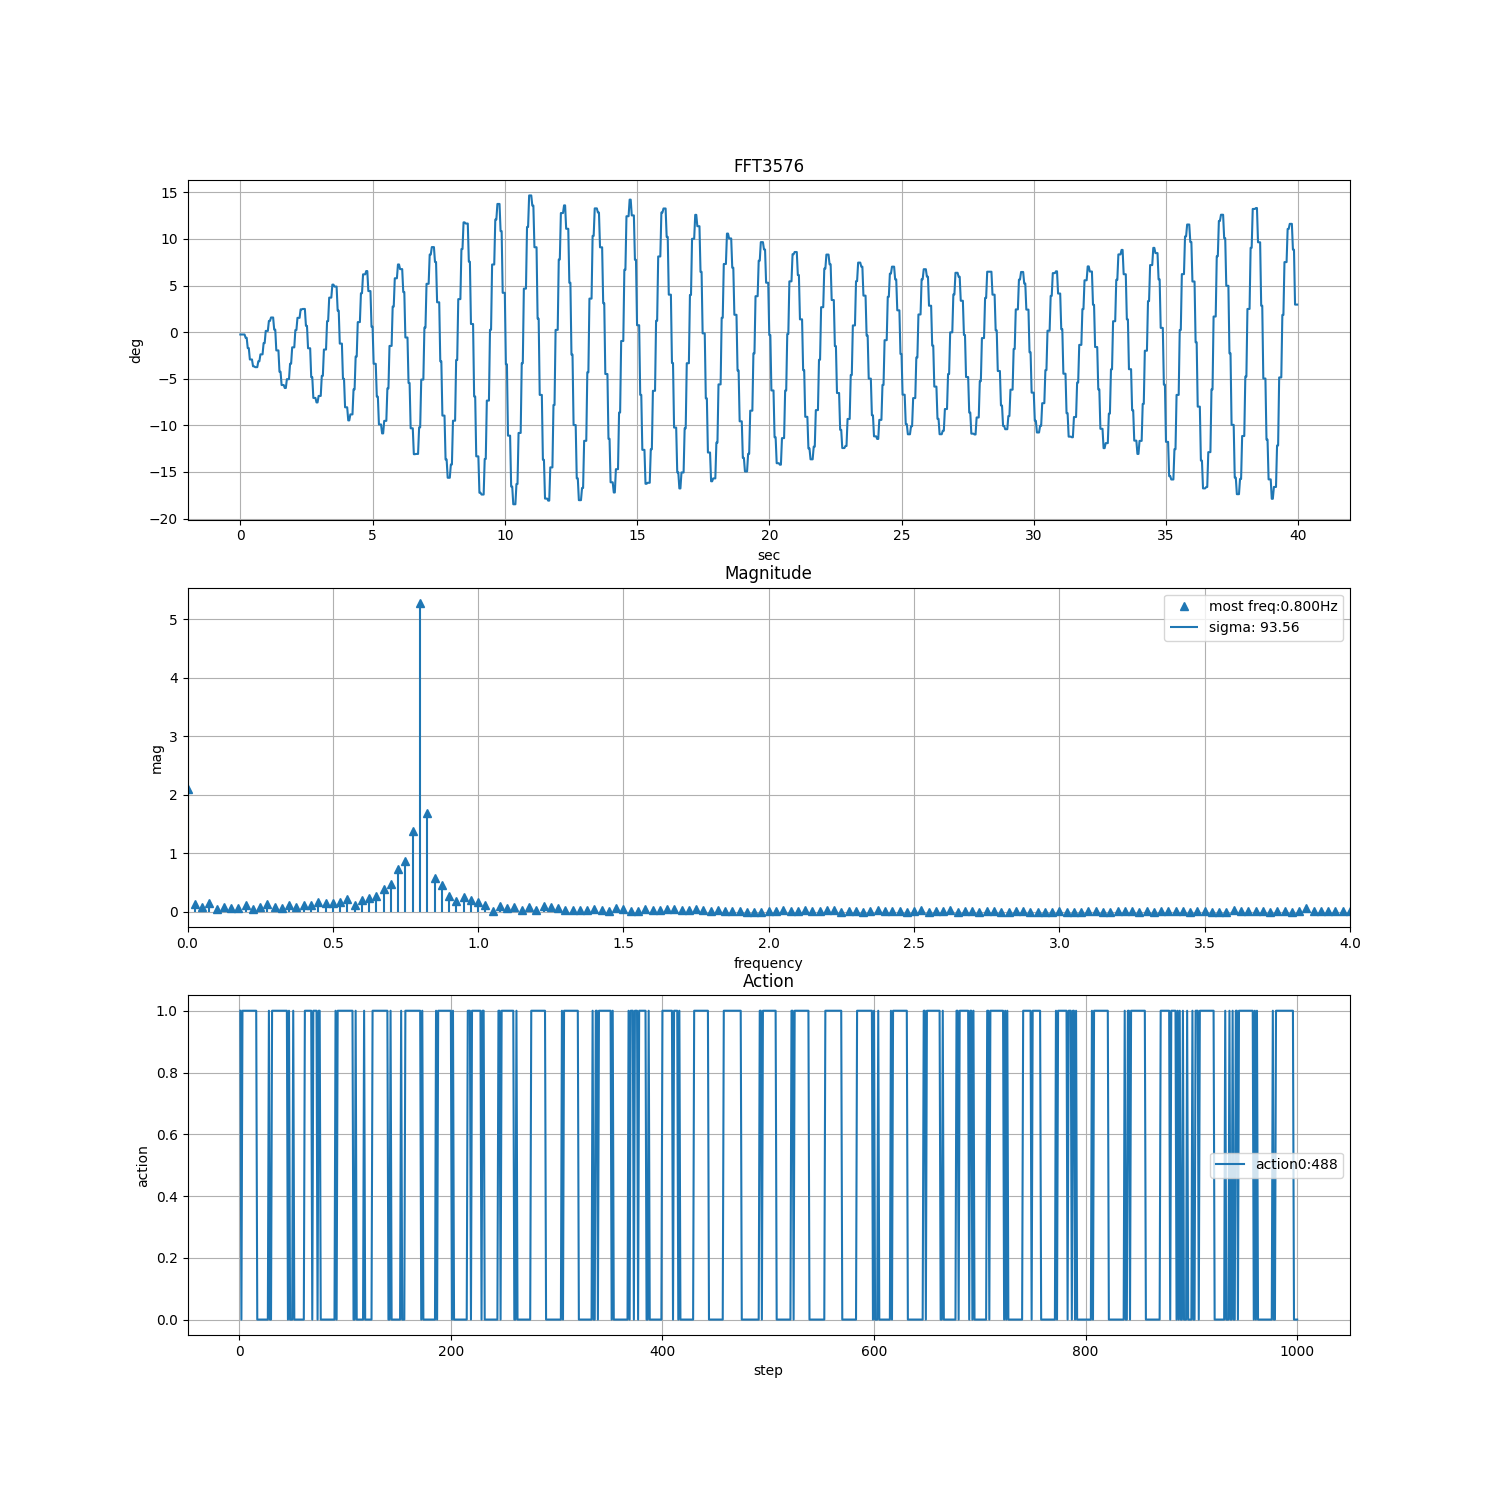 FFT3576
15
10
5
0
−5
−10
−15
−20
deg
0 5 10 15 20 25 30 35 40
sec
Magnitude
most freq:0.800Hz
sigma: 93.56
5
4
3
2
1
0
mag
0.0 0.5 1.0 1.5 2.0 2.5 3.0 3.5 4.0
frequency
Action
1.0
0.8
0.6
0.4
0.2
0.0
action
action0:488
0 200 400 600 800 1000
step